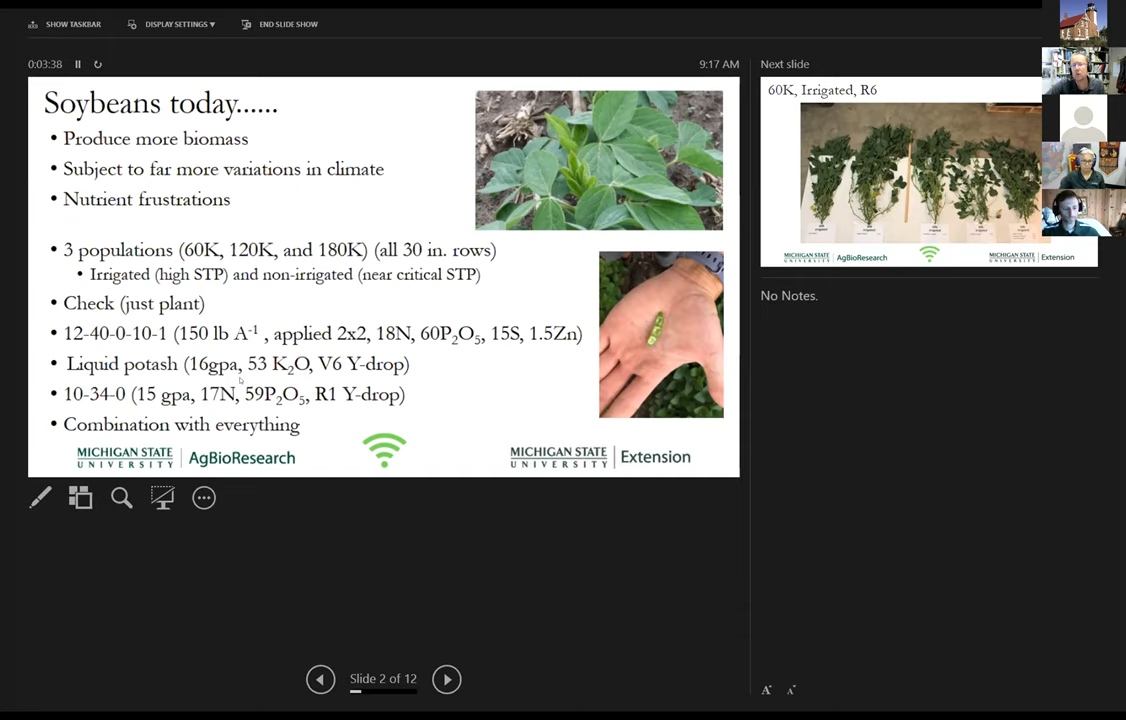 SHOW TASKBAR
DISPLAY SETTINGS ▾
END SLIDE SHOW
0:03:38
9:17 AM
Soybeans today......
• Produce more biomass
• Subject to far more variations in climate
• Nutrient frustrations
• 3 populations (60K, 120K, and 180K) (all 30 in. rows)
• Irrigated (high STP) and non-irrigated (near critical STP)
• Check (just plant)
• 12-40-0-10-1 (150 lb A⁻¹ , applied 2x2, 18N, 60P₂O₅, 15S, 1.5Zn)
• Liquid potash (16gpa, 53 K₂O, V6 Y-drop)
• 10-34-0 (15 gpa, 17N, 59P₂O₅, R1 Y-drop)
• Combination with everything
MICHIGAN STATE UNIVERSITY | AgBioResearch
MICHIGAN STATE UNIVERSITY | Extension
Slide 2 of 12
Next slide
60K, Irrigated, R6
MICHIGAN STATE UNIVERSITY | AgBioResearch
MICHIGAN STATE UNIVERSITY | Extension
No Notes.
A A